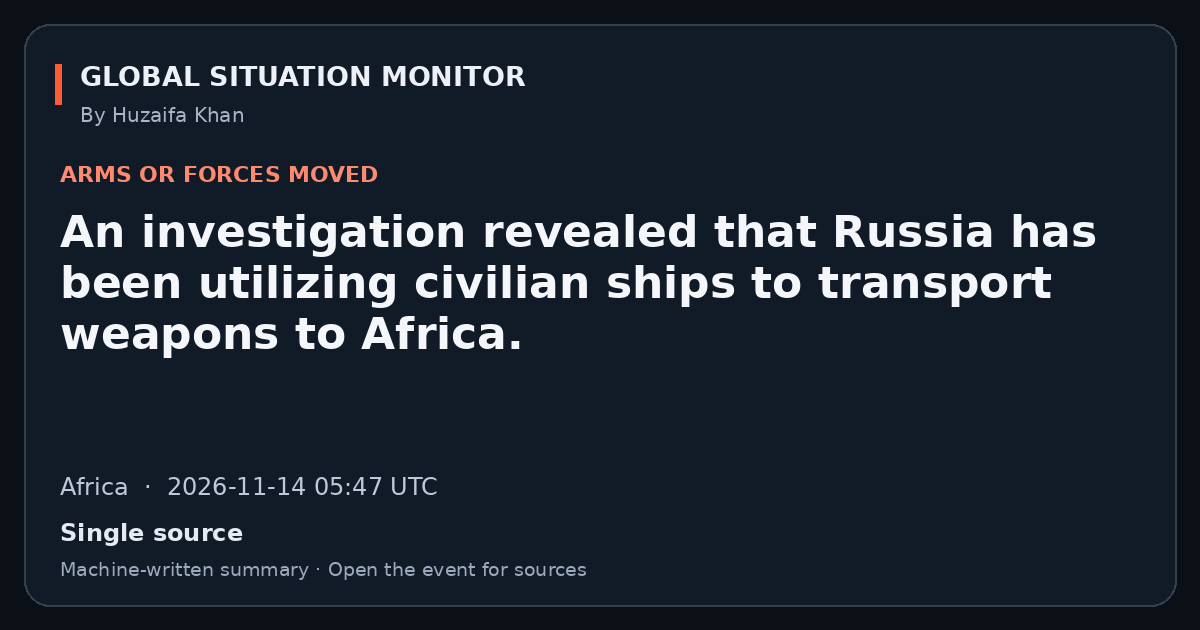 GLOBAL SITUATION MONITOR
By Huzaifa Khan
ARMS OR FORCES MOVED
An investigation revealed that Russia has
been utilizing civilian ships to transport
weapons to Africa.
Africa · 2026-11-14 05:47 UTC
Single source
Machine-written summary · Open the event for sources